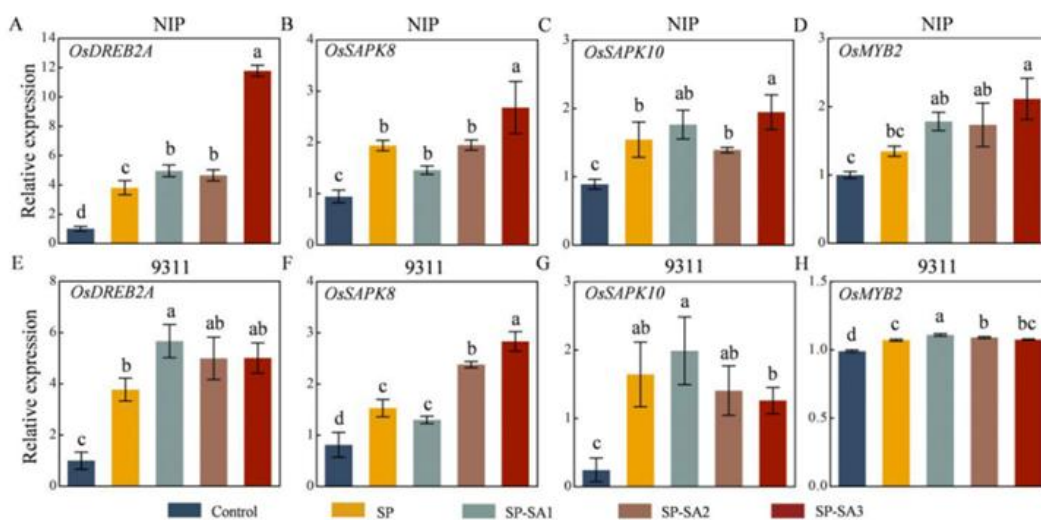 A NIP B NIP C NIP D NIP
OsDREB2A OsSAPK8 OsSAPK10 OsMYB2
Relative expression
14
12
10
8
6
4
2
0
d c b b a
4
3
2
1
0
c b b b a
3
2
1
0
c b ab b a
3
2
1
0
c bc ab ab a
E 9311 F 9311 G 9311 H 9311
OsDREB2A OsSAPK8 OsSAPK10 OsMYB2
Relative expression
8
6
4
2
0
c b a ab ab
4
3
2
1
0
d c c b a
3
2
1
0
c ab a ab b
1.5
1.0
0.5
0.0
d c a b bc
Control SP SP-SA1 SP-SA2 SP-SA3